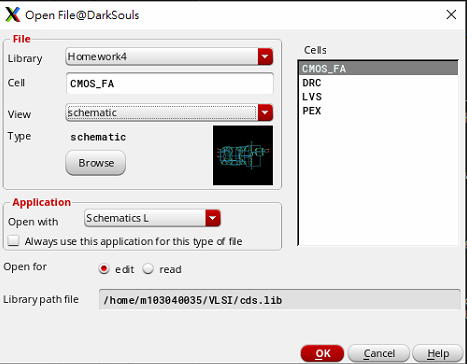 Open File@DarkSouls
File
Library Homework4
Cell CMOS_FA
View schematic
Type schematic
Browse
Cells
CMOS_FA
DRC
LVS
PEX
Application
Open with Schematics L
Always use this application for this type of file
Open for edit read
Library path file /home/m103040035/VLSI/cds.lib
OK Cancel Help